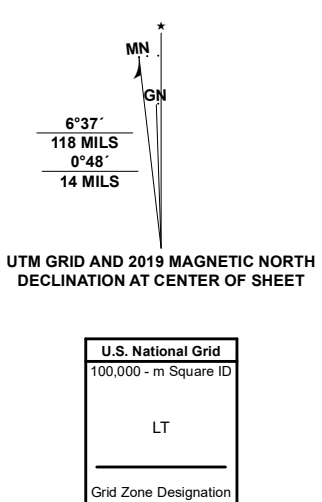 ★
MN
GN
6°37´
118 MILS
0°48´
14 MILS
UTM GRID AND 2019 MAGNETIC NORTH
DECLINATION AT CENTER OF SHEET
U.S. National Grid
100,000 - m Square ID
LT
Grid Zone Designation